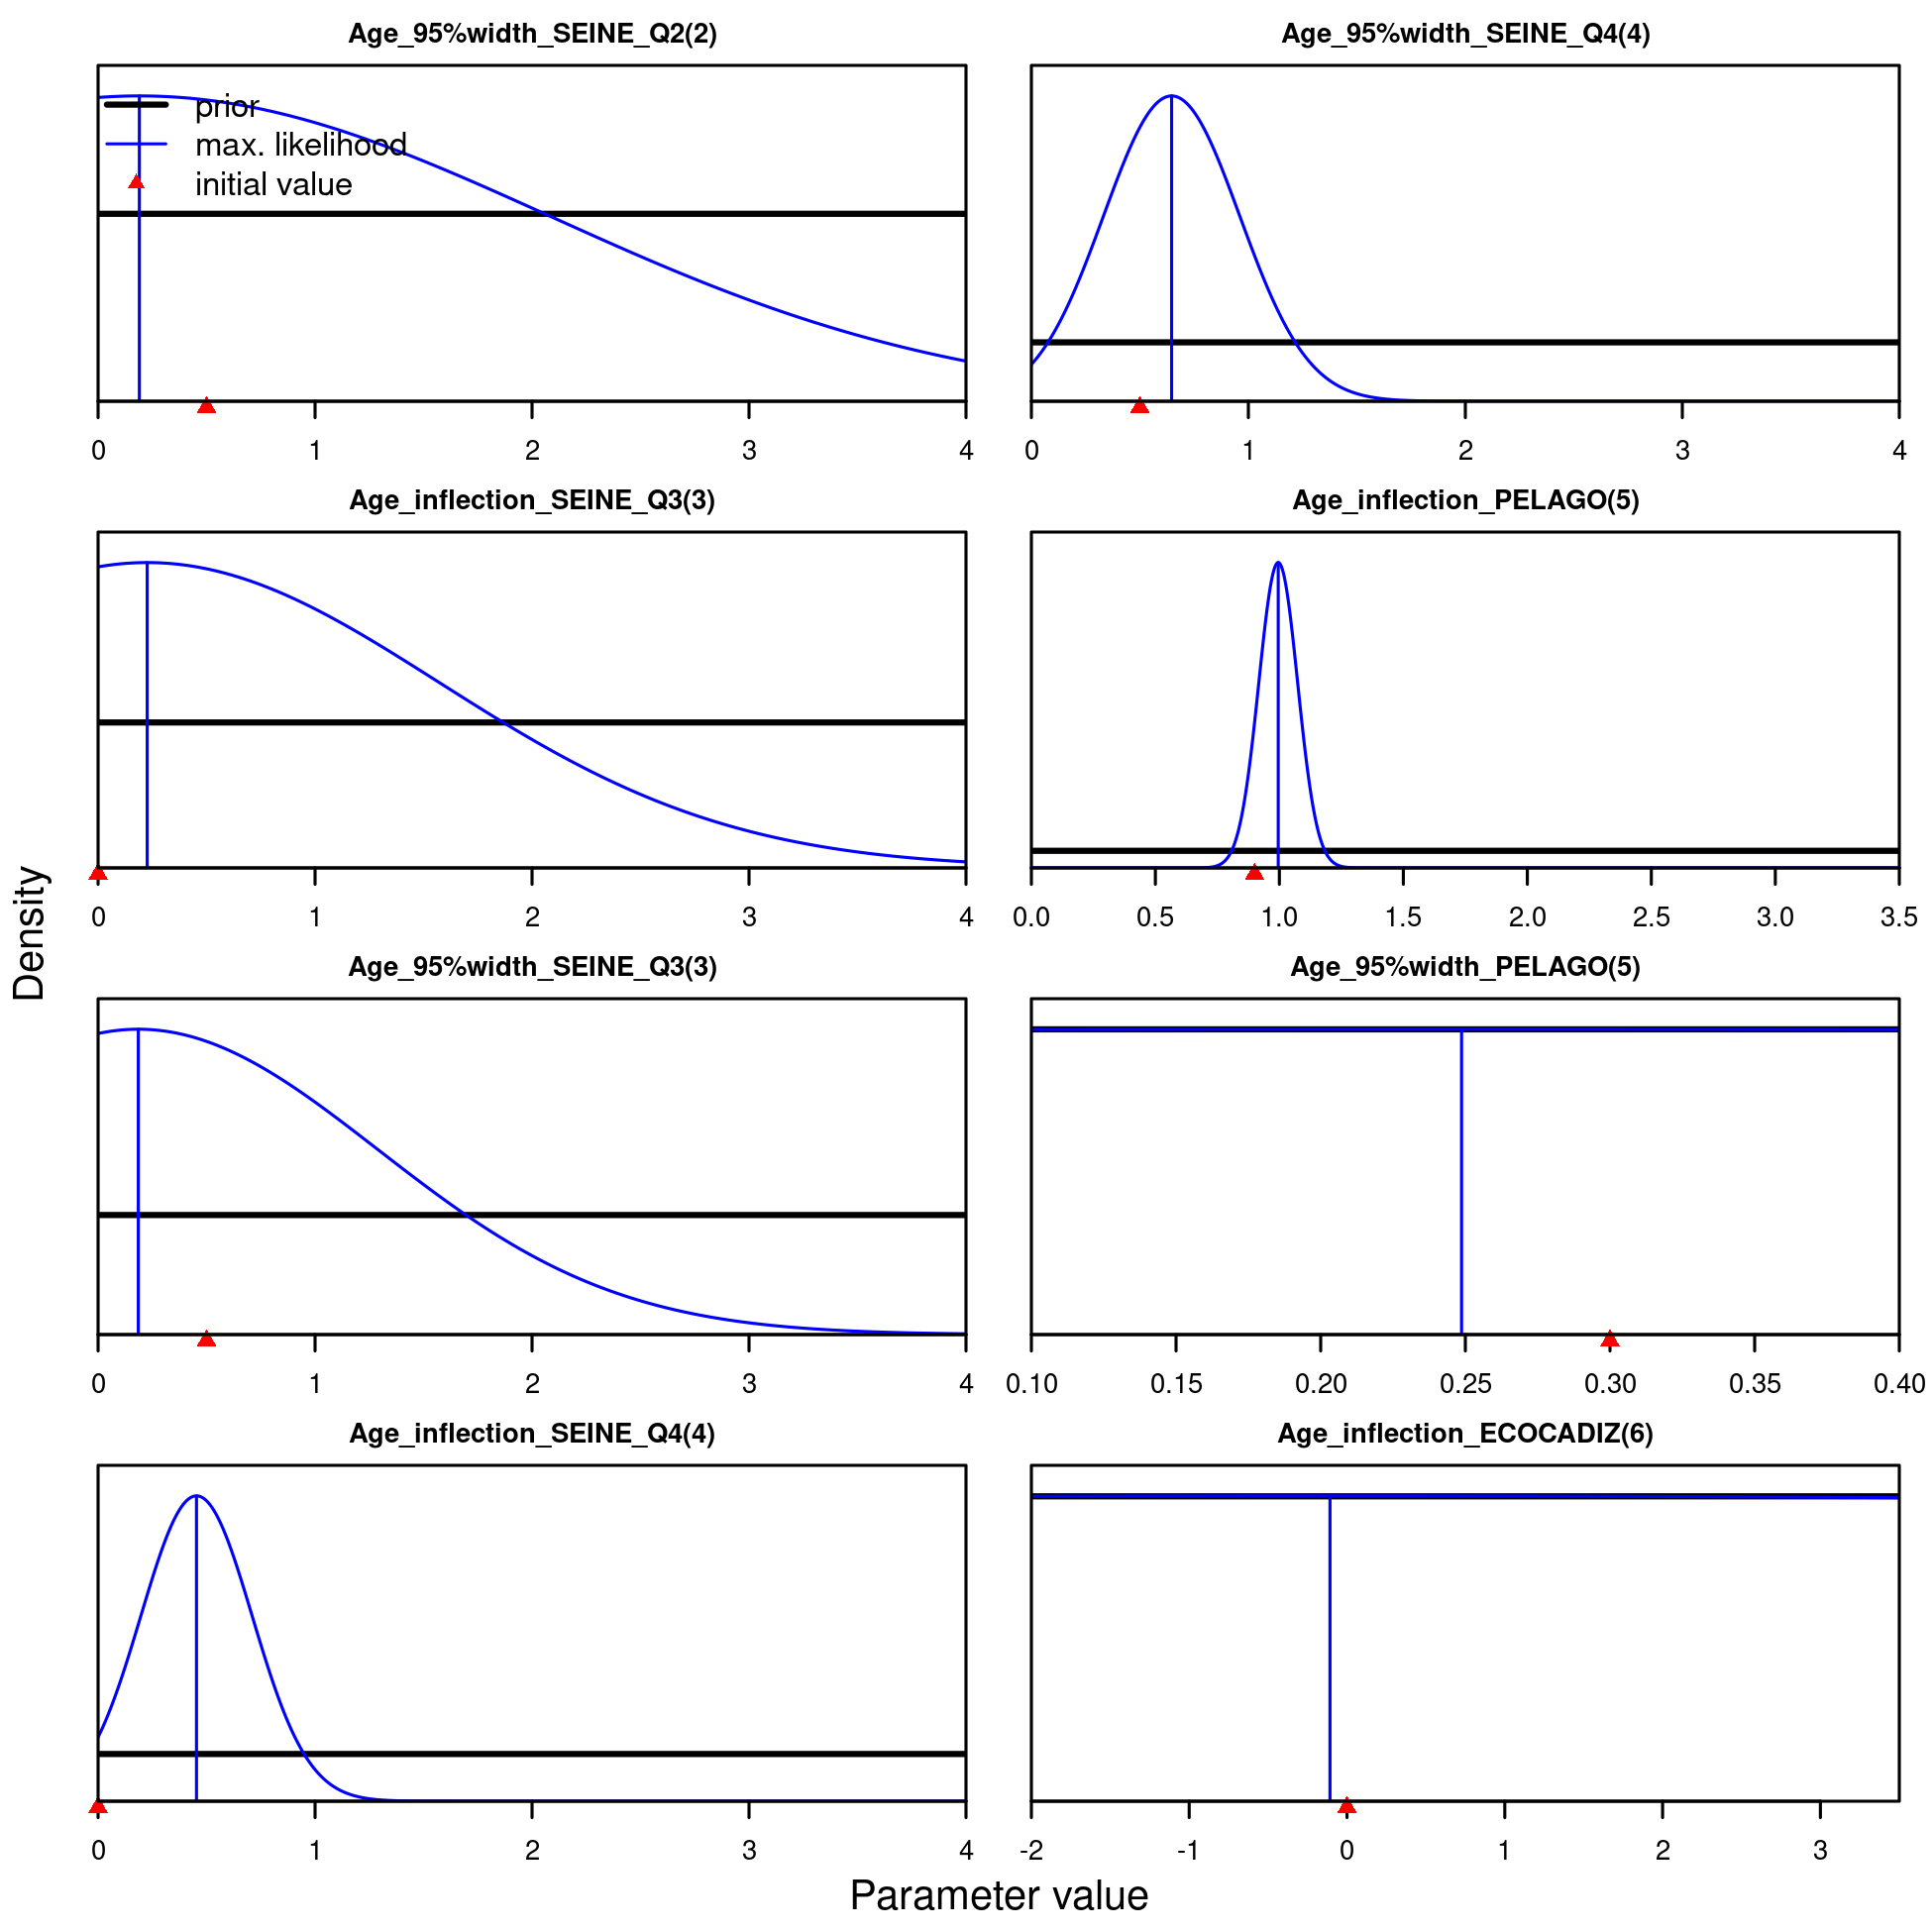 Age_95%width_SEINE_Q2(2)
prior
max. likelihood
initial value
0 1 2 3 4
Age_95%width_SEINE_Q4(4)
0 1 2 3 4
Age_inflection_SEINE_Q3(3)
0 1 2 3 4
Age_inflection_PELAGO(5)
0.0 0.5 1.0 1.5 2.0 2.5 3.0 3.5
Age_95%width_SEINE_Q3(3)
0 1 2 3 4
Age_95%width_PELAGO(5)
0.10 0.15 0.20 0.25 0.30 0.35 0.40
Age_inflection_SEINE_Q4(4)
0 1 2 3 4
Age_inflection_ECOCADIZ(6)
-2 -1 0 1 2 3
Density
Parameter value